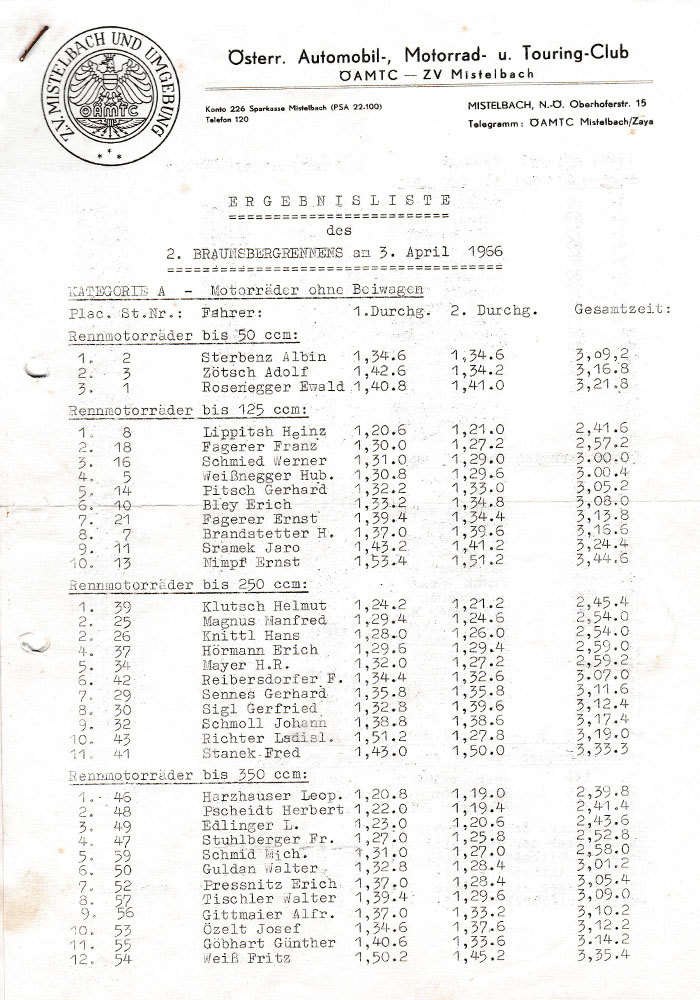 Z.V. MISTELBACH UND UMGEBUNG
ÖAMTC
Österr. Automobil-, Motorrad- u. Touring-Club
ÖAMTC — ZV Mistelbach
Konto 226 Sparkasse Mistelbach (PSA 22.100)
Telefon 120
MISTELBACH, N.-Ö. Oberhoferstr. 15
Telegramm: ÖAMTC Mistelbach/Zaya
ERGEBNISLISTE
des
2. BRAUNSBERGRENNENS am 3. April 1966
KATEGORIE A - Motorräder ohne Beiwagen
Plac. St.Nr.: Fahrer: 1.Durchg. 2. Durchg. Gesamtzeit:
Rennmotorräder bis 50 ccm:
1. 2 Sterbenz Albin 1,34.6 1,34.6 3,o9,2
2. 3 Zötsch Adolf 1,42.6 1,34.2 3,16.8
3. 1 Rosenegger Ewald 1,40.8 1,41.0 3,21.8
Rennmotorräder bis 125 ccm:
1. 8 Lippitsh Heinz 1,20.6 1,21.0 2,41.6
2. 18 Fagerer Franz 1,30.0 1,27.2 2,57.2
3. 16 Schmied Werner 1,31.0 1,29.0 3.00.0
4. 5 Weißnegger Hub. 1,30.8 1,29.6 3.00.4
5. 14 Pitsch Gerhard 1,32.2 1,33.0 3,05.2
6. 10 Bley Erich 1,33.2 1,34.8 3,08.0
7. 21 Fagerer Ernst 1,39.4 1,34.4 3,13.8
8. 7 Brandstetter H. 1,37.0 1,39.6 3,16.6
9. 11 Sramek Jaro 1,43.2 1,41.2 3,24.4
10. 13 Nimpf Ernst 1,53.4 1,51.2 3,44.6
Rennmotorräder bis 250 ccm:
1. 39 Klutsch Helmut 1,24.2 1,21.2 2,45.4
2. 25 Magnus Manfred 1,29.4 1,24.6 2,54.0
2. 26 Knittl Hans 1,28.0 1,26.0 2,54.0
4. 37 Hörmann Erich 1,29.6 1,29.4 2,59.0
5. 34 Mayer H.R. 1,32.0 1,27.2 2,59.2
6. 42 Reibersdorfer F. 1,34.4 1,32.6 3.07.0
7. 29 Sennes Gerhard 1,35.8 1,35.8 3,11.6
8. 30 Sigl Gerfried 1,32.8 1,39.6 3,12.4
9. 32 Schmoll Johann 1,38.8 1,38.6 3,17.4
10. 43 Richter Ladisl. 1,51.2 1,27.8 3,19.0
11. 41 Stanek Fred 1,43.0 1,50.0 3,33.3
Rennmotorräder bis 350 ccm:
1. 46 Harzhauser Leop. 1,20.8 1,19.0 2,39.8
2. 48 Pscheidt Herbert 1,22.0 1,19.4 2,41.4
3. 49 Edlinger L. 1,23.0 1,20.6 2,43.6
4. 47 Stuhlberger Fr. 1,27.0 1,25.8 2,52.8
5. 59 Schmid Mich. 1,31.0 1,27.0 2,58.0
6. 50 Guldan Walter 1,32.8 1,28.4 3,01.2
7. 52 Pressnitz Erich 1,37.0 1,28.4 3,05.4
8. 57 Tischler Walter 1,39.4 1,29.6 3,09.0
9. 56 Gittmaier Alfr. 1,37.0 1,33.2 3,10.2
10. 53 Özelt Josef 1,34.6 1,37.6 3,12.2
11. 55 Göbhart Günther 1,40.6 1,33.6 3.14.2
12. 54 Weiß Fritz 1,50.2 1,45.2 3,35.4